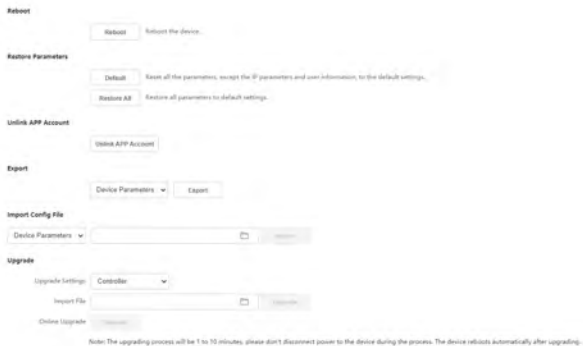 Reboot
Reboot Reboot the device.
Restore Parameters
Default Reset all the parameters, except the IP parameters and user information, to the default settings.
Restore All Restore all parameters to default settings.
Unlink APP Account
Unlink APP Account
Export
Device Parameters Export
Import Config File
Device Parameters
Upgrade
Upgrade Settings Controller
Import File Upgrade
Online Upgrade
Note: The upgrading process will be 1 to 10 minutes, please don't disconnect power to the device during the process. The device reboots automatically after upgrading.